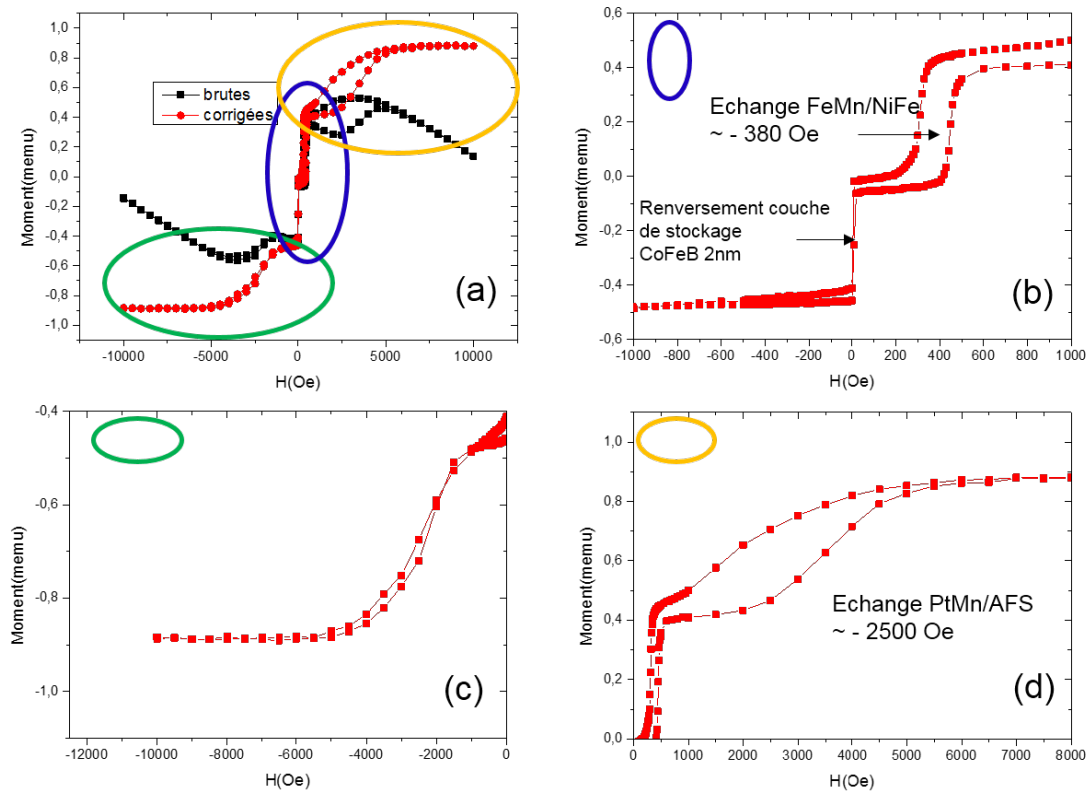 (a)
1,0
0,8
0,6
0,4
0,2
0,0
-0,2
-0,4
-0,6
-0,8
1,0
Moment(memu)
brutes
corrigées
-10000 -5000 0 5000 10000
H(Oe)
(b)
0,6
0,4
0,2
0,0
-0,2
-0,4
-0,6
Moment(memu)
Echange FeMn/NiFe
~ - 380 Oe
Renversement couche
de stockage
CoFeB 2nm
-1000 -800 -600 -400 -200 0 200 400 600 800 1000
H(Oe)
-0,4
-0,6
-0,8
-1,0
Moment(memu)
(c)
-12000 -10000 -8000 -6000 -4000 -2000 0
H(Oe)
1,0
0,8
0,6
0,4
0,2
0,0
Moment(memu)
Echange PtMn/AFS
~ - 2500 Oe
(d)
0 1000 2000 3000 4000 5000 6000 7000 8000
H(Oe)